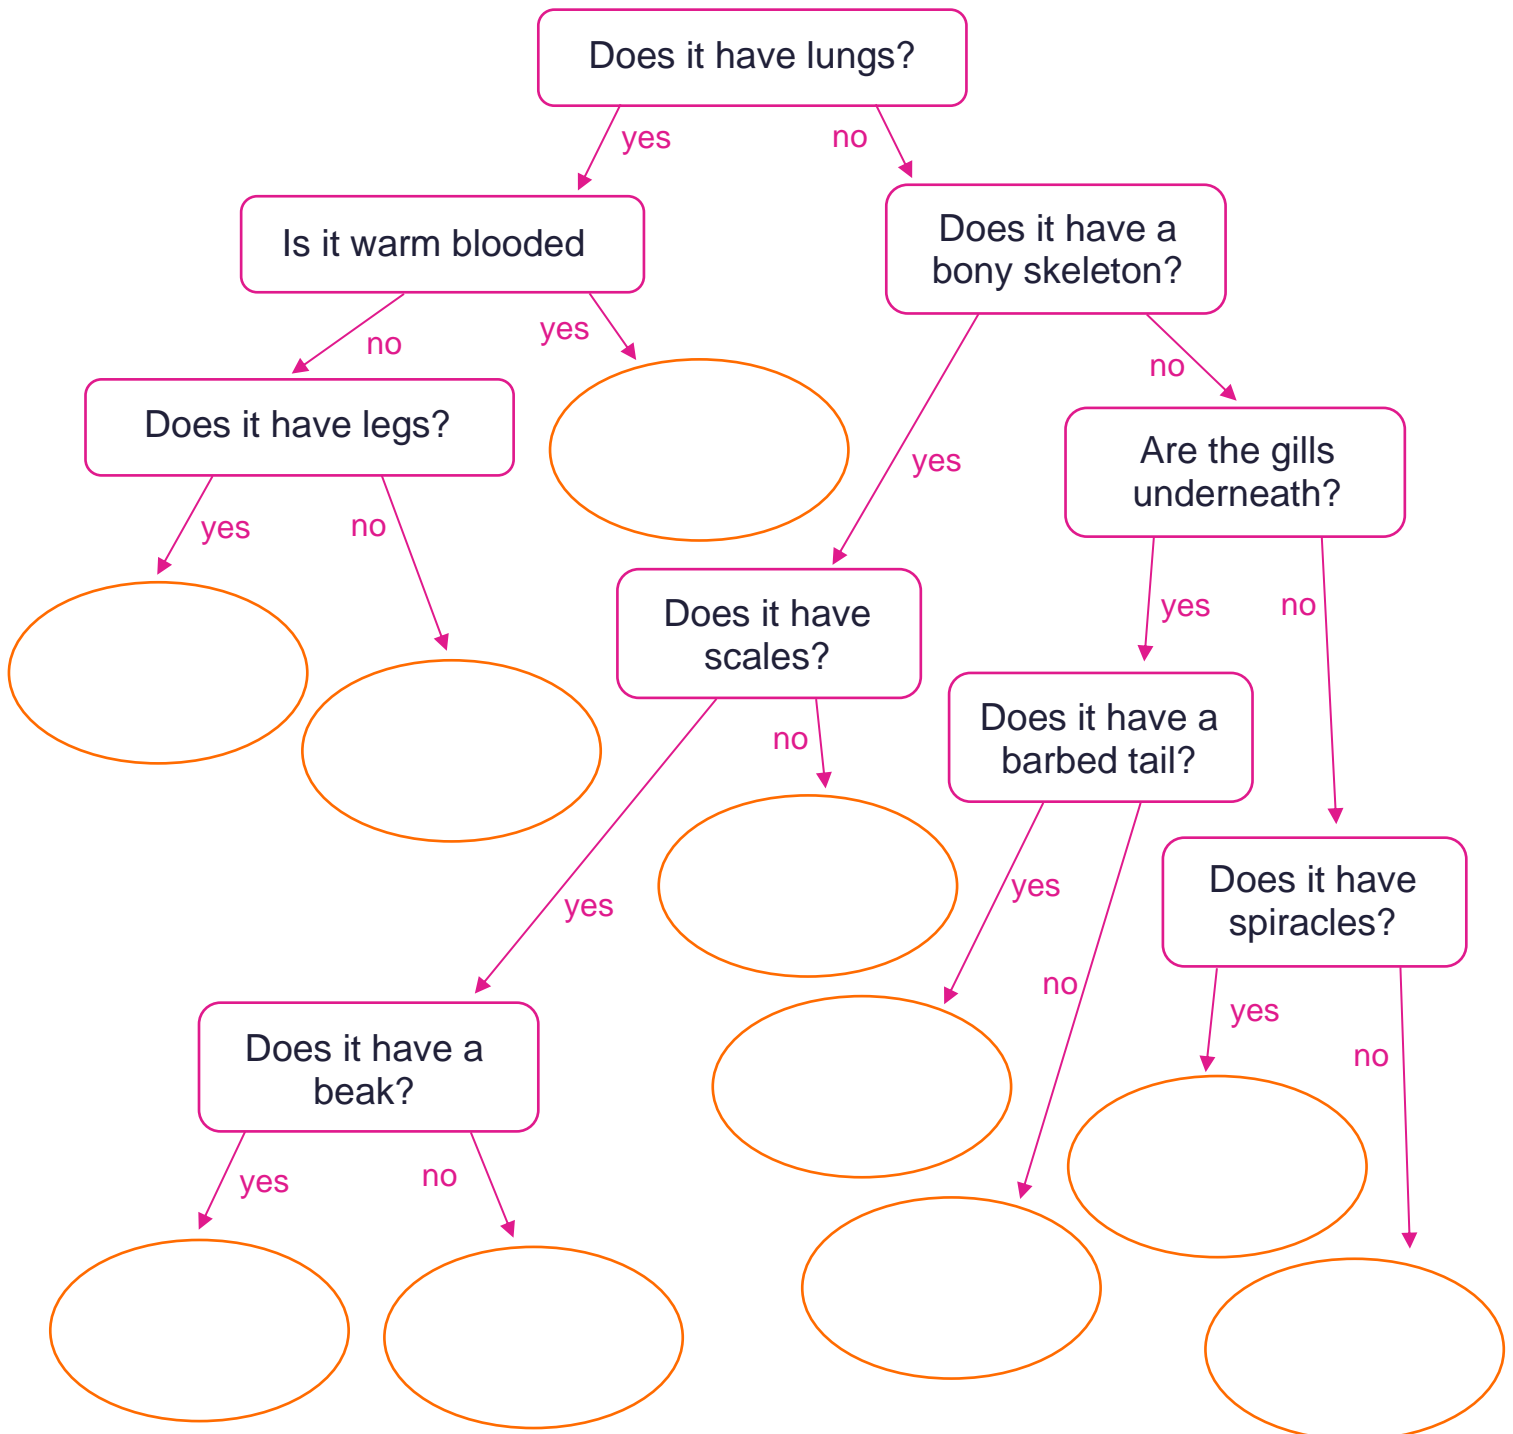 Does it have lungs?
yes
no
Is it warm blooded
Does it have a
bony skeleton?
no
yes
no
Does it have legs?
yes
Are the gills
underneath?
yes
no
Does it have
scales?
yes
no
Does it have a
barbed tail?
no
yes
yes
Does it have
spiracles?
no
yes
no
Does it have a
beak?
yes
no